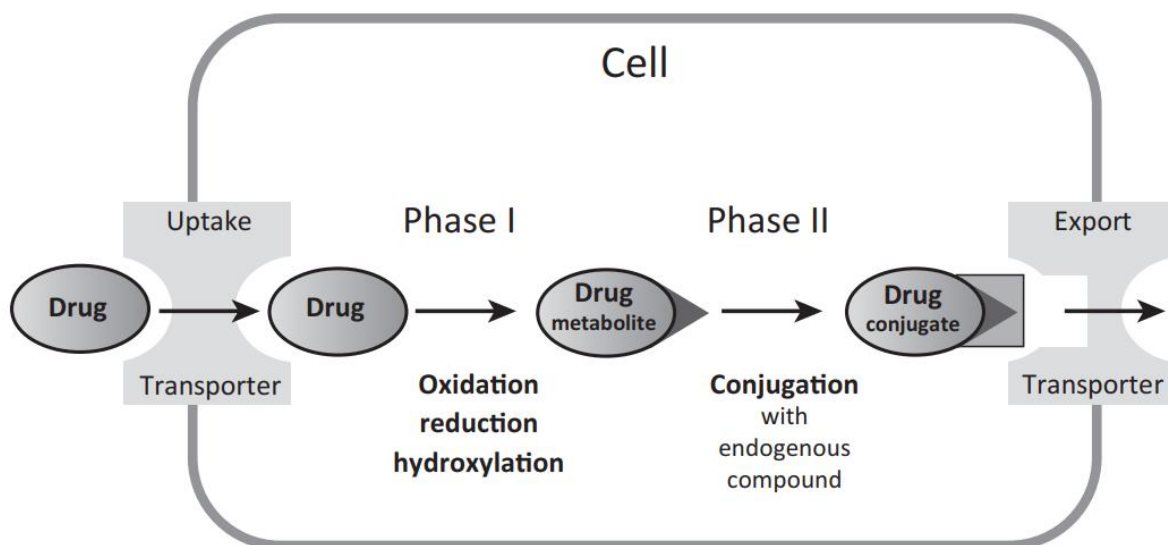 Cell
Uptake
Phase I
Phase II
Export
Drug
Drug
Drug
metabolite
Drug
conjugate
Transporter
Oxidation
reduction
hydroxylation
Conjugation
with
endogenous
compound
Transporter